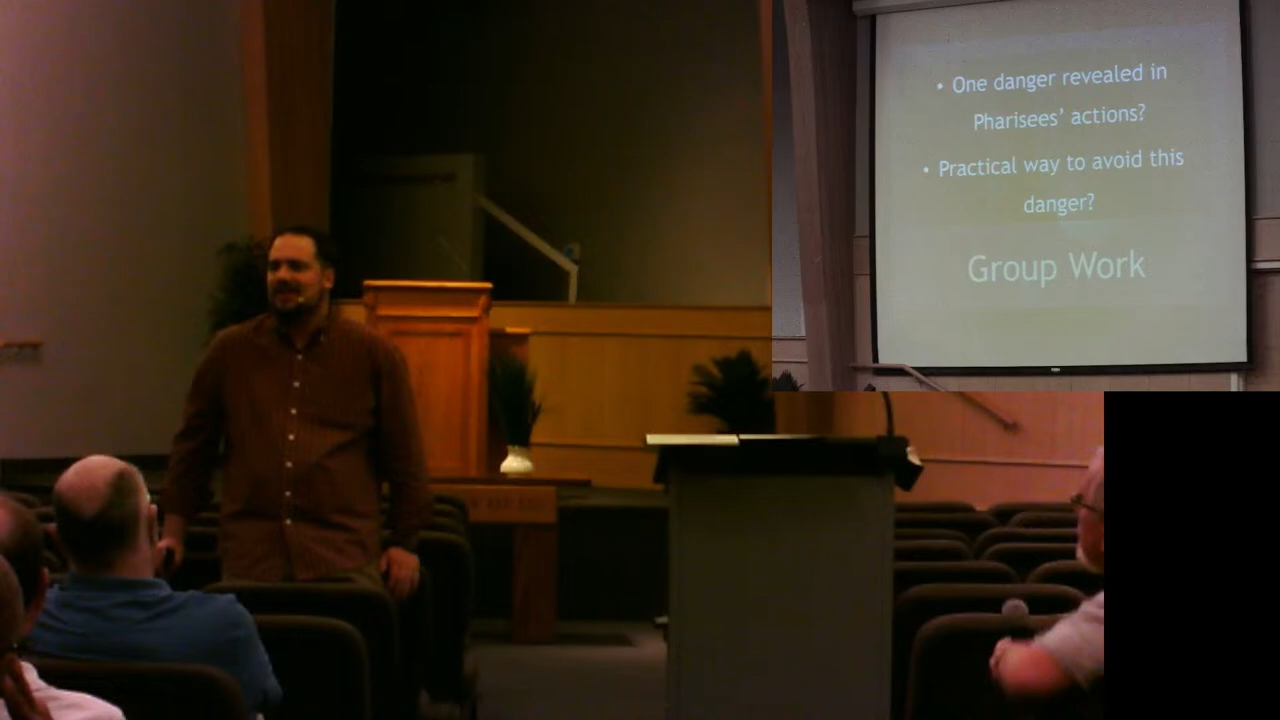 • One danger revealed in
Pharisees’ actions?
• Practical way to avoid this
danger?
Group Work